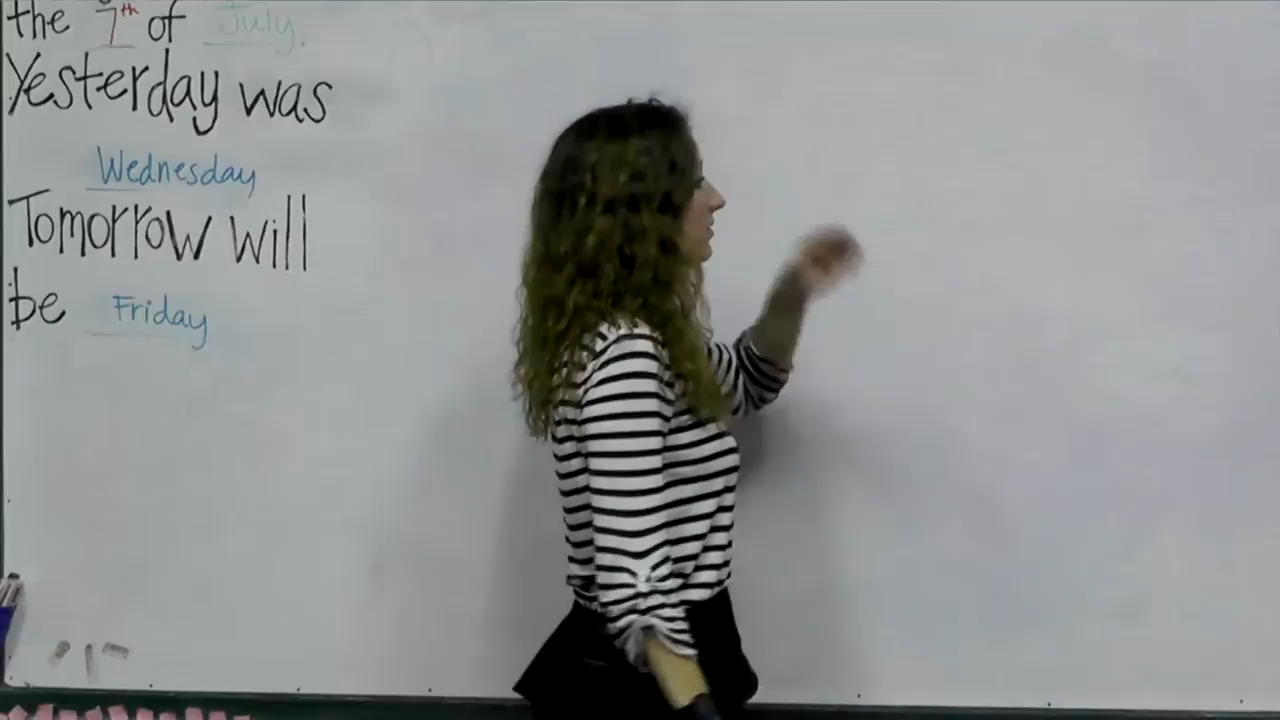 the 7th of July.
Yesterday was
Wednesday
Tomorrow will
be Friday